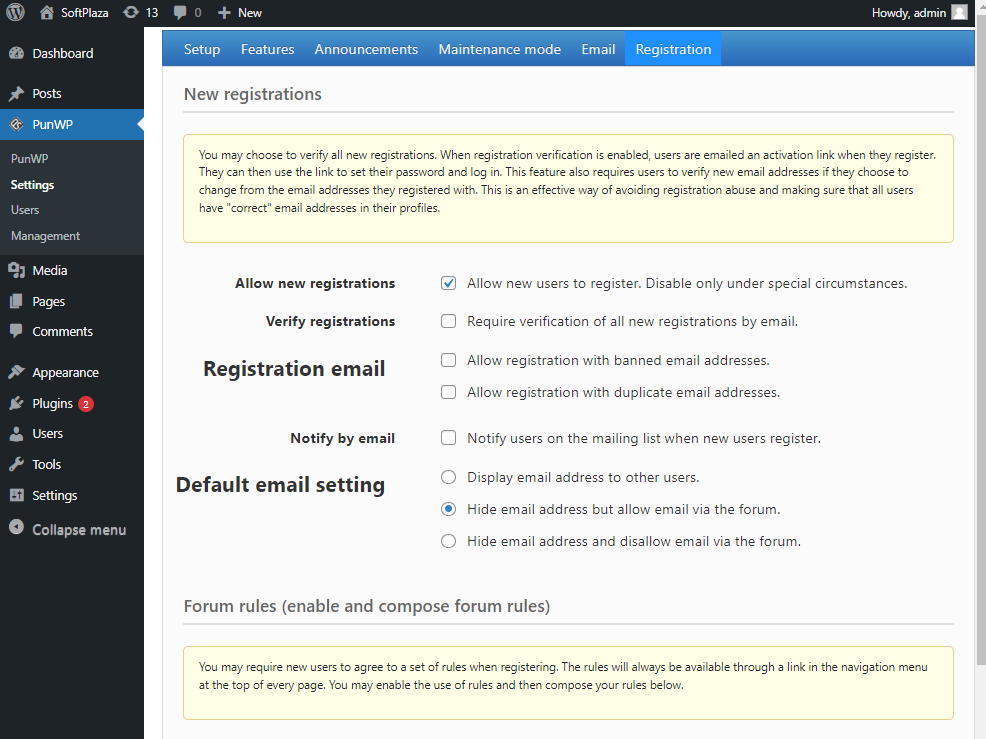 SoftPlaza 13 0 New Howdy, admin
Dashboard
Posts
PunWP
PunWP
Settings
Users
Management
Media
Pages
Comments
Appearance
Plugins 2
Users
Tools
Settings
Collapse menu
Setup Features Announcements Maintenance mode Email Registration
New registrations
You may choose to verify all new registrations. When registration verification is enabled, users are emailed an activation link when they register.
They can then use the link to set their password and log in. This feature also requires users to verify new email addresses if they choose to
change from the email addresses they registered with. This is an effective way of avoiding registration abuse and making sure that all users
have "correct" email addresses in their profiles.
Allow new registrations Allow new users to register. Disable only under special circumstances.
Verify registrations Require verification of all new registrations by email.
Registration email Allow registration with banned email addresses.
Allow registration with duplicate email addresses.
Notify by email Notify users on the mailing list when new users register.
Default email setting Display email address to other users.
Hide email address but allow email via the forum.
Hide email address and disallow email via the forum.
Forum rules (enable and compose forum rules)
You may require new users to agree to a set of rules when registering. The rules will always be available through a link in the navigation menu
at the top of every page. You may enable the use of rules and then compose your rules below.